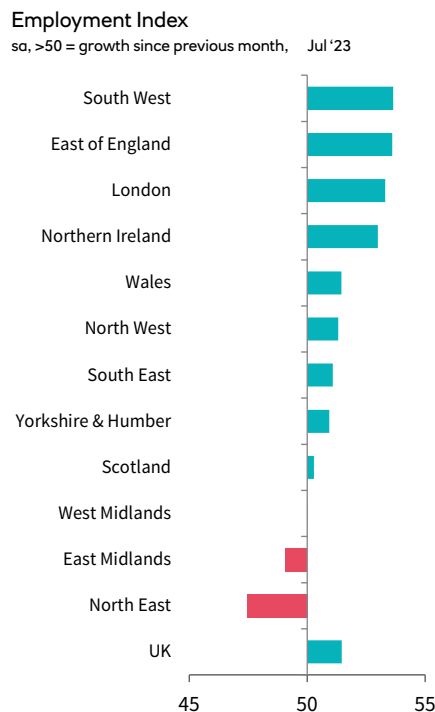 Employment Index
sa, >50 = growth since previous month, Jul ‘23
South West
East of England
London
Northern Ireland
Wales
North West
South East
Yorkshire & Humber
Scotland
West Midlands
East Midlands
North East
UK
45 50 55